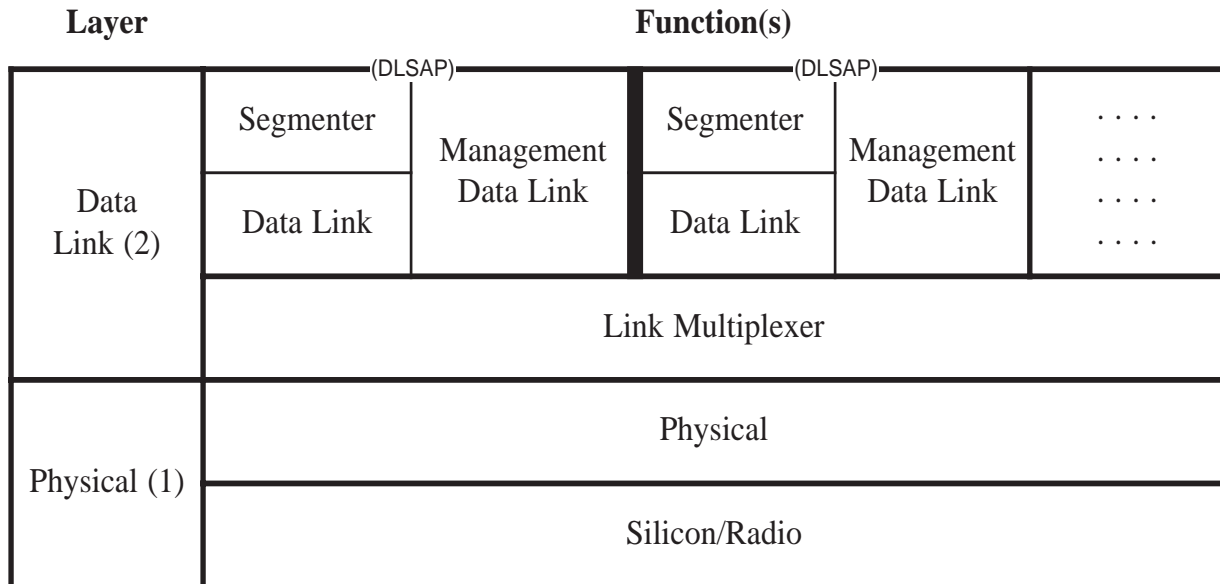 Layer
Function(s)
(DLSAP)
(DLSAP)
Data
Link (2)
Segmenter
Data Link
Management
Data Link
Segmenter
Data Link
Management
Data Link
. . . .
. . . .
. . . .
. . . .
Link Multiplexer
Physical (1)
Physical
Silicon/Radio